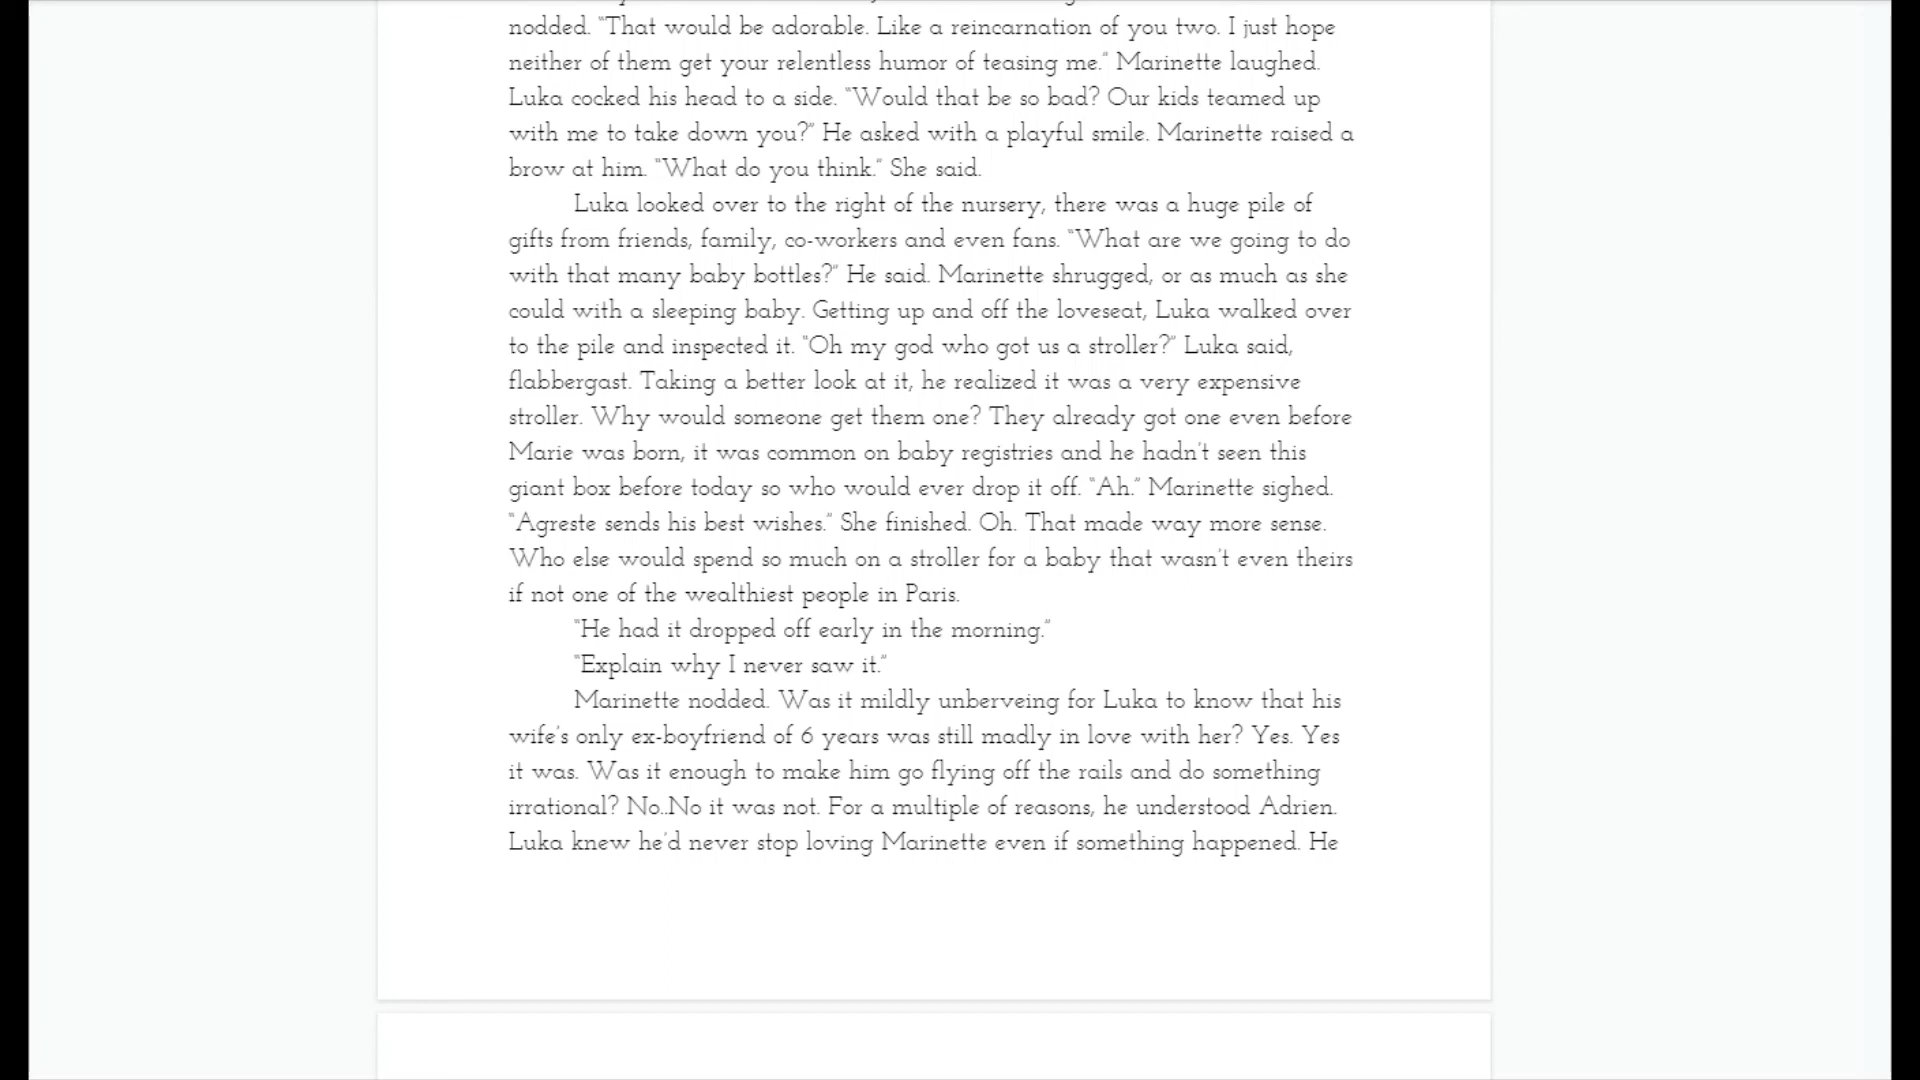 nodded. “That would be adorable. Like a reincarnation of you two. I just hope
neither of them get your relentless humor of teasing me.” Marinette laughed.
Luka cocked his head to a side. “Would that be so bad? Our kids teamed up
with me to take down you?” He asked with a playful smile. Marinette raised a
brow at him. “What do you think.” She said.
Luka looked over to the right of the nursery, there was a huge pile of
gifts from friends, family, co-workers and even fans. “What are we going to do
with that many baby bottles?” He said. Marinette shrugged, or as much as she
could with a sleeping baby. Getting up and off the loveseat, Luka walked over
to the pile and inspected it. “Oh my god who got us a stroller?” Luka said,
flabbergast. Taking a better look at it, he realized it was a very expensive
stroller. Why would someone get them one? They already got one even before
Marie was born, it was common on baby registries and he hadn't seen this
giant box before today so who would ever drop it off. “Ah.” Marinette sighed.
“Agreste sends his best wishes.” She finished. Oh. That made way more sense.
Who else would spend so much on a stroller for a baby that wasn't even theirs
if not one of the wealthiest people in Paris.
“He had it dropped off early in the morning.”
“Explain why I never saw it.”
Marinette nodded. Was it mildly unberveing for Luka to know that his
wife's only ex-boyfriend of 6 years was still madly in love with her? Yes. Yes
it was. Was it enough to make him go flying off the rails and do something
irrational? No..No it was not. For a multiple of reasons, he understood Adrien.
Luka knew he'd never stop loving Marinette even if something happened. He